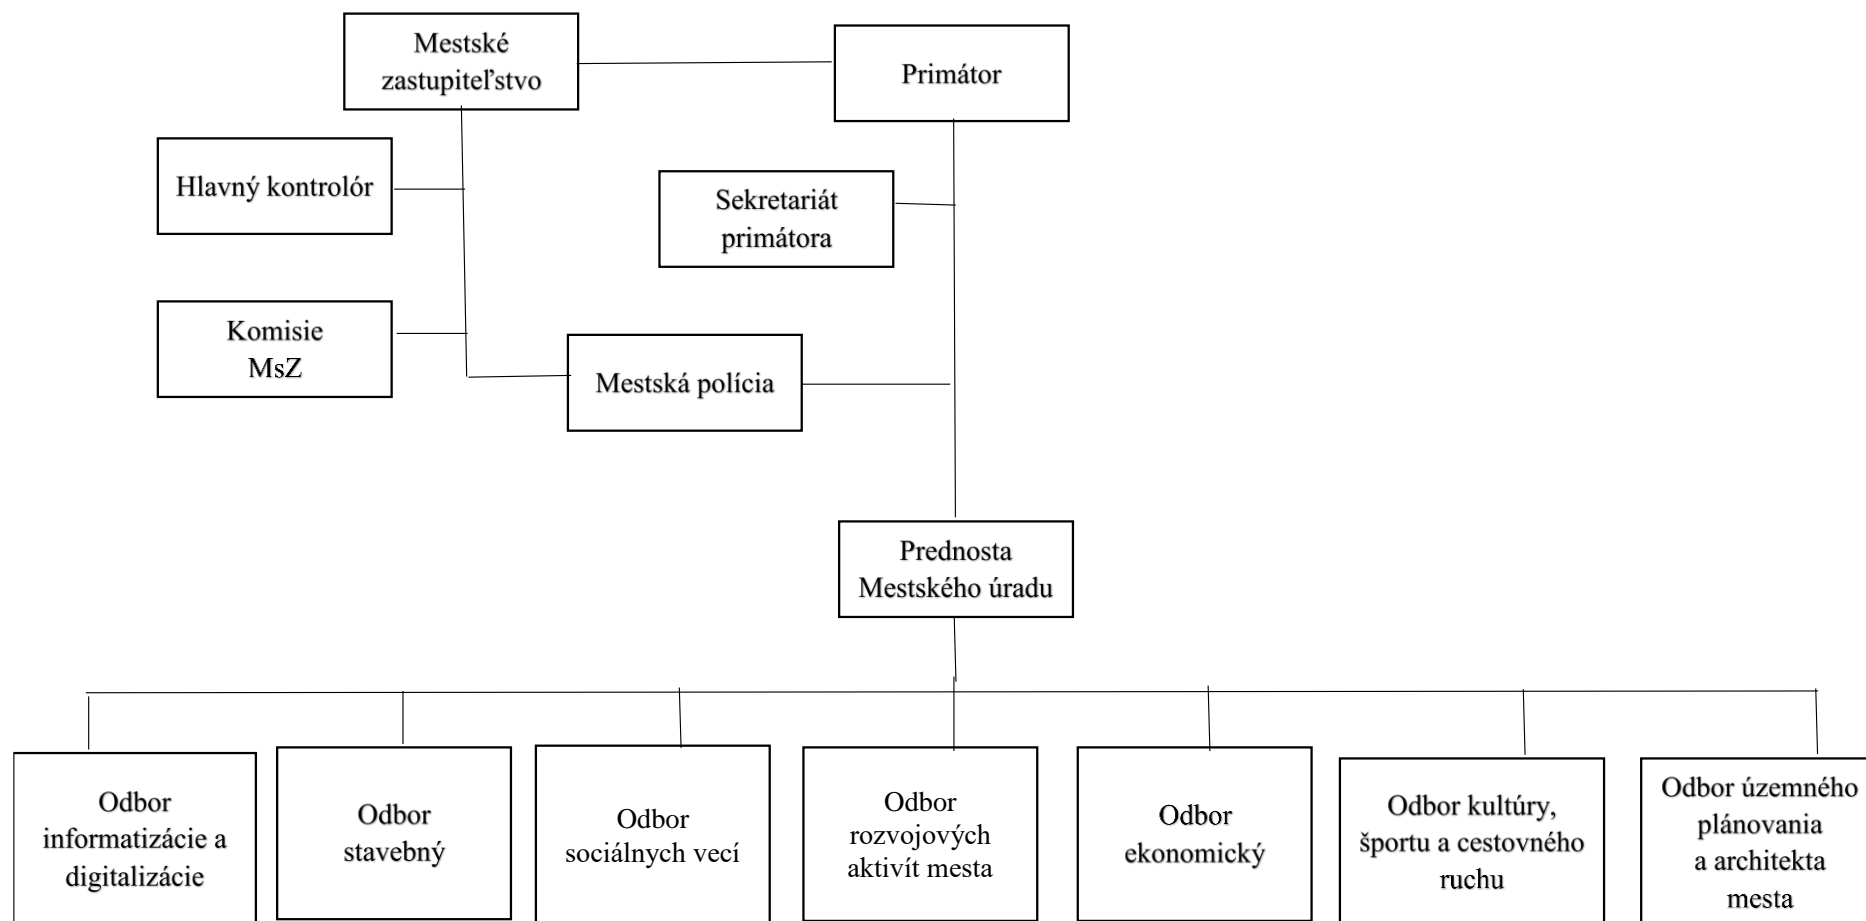 Mestské
zastupiteľstvo
Primátor
Hlavný kontrolór
Sekretariát
primátora
Komisie
MsZ
Mestská polícia
Prednosta
Mestského úradu
Odbor
informatizácie a
digitalizácie
Odbor
stavebný
Odbor
sociálnych vecí
Odbor
rozvojových
aktivít mesta
Odbor
ekonomický
Odbor kultúry,
športu a cestovného
ruchu
Odbor územného
plánovania
a architekta
mesta